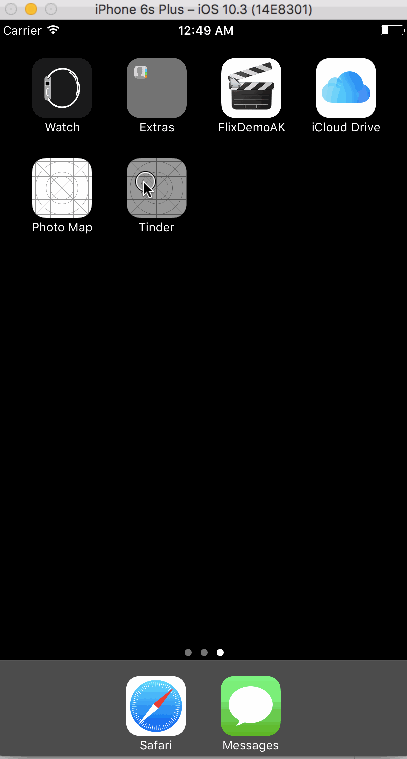 iPhone 6s Plus – iOS 10.3 (14E8301)
Carrier 12:49 AM
Watch Extras FlixDemoAK iCloud Drive
Photo Map Tinder
Safari Messages